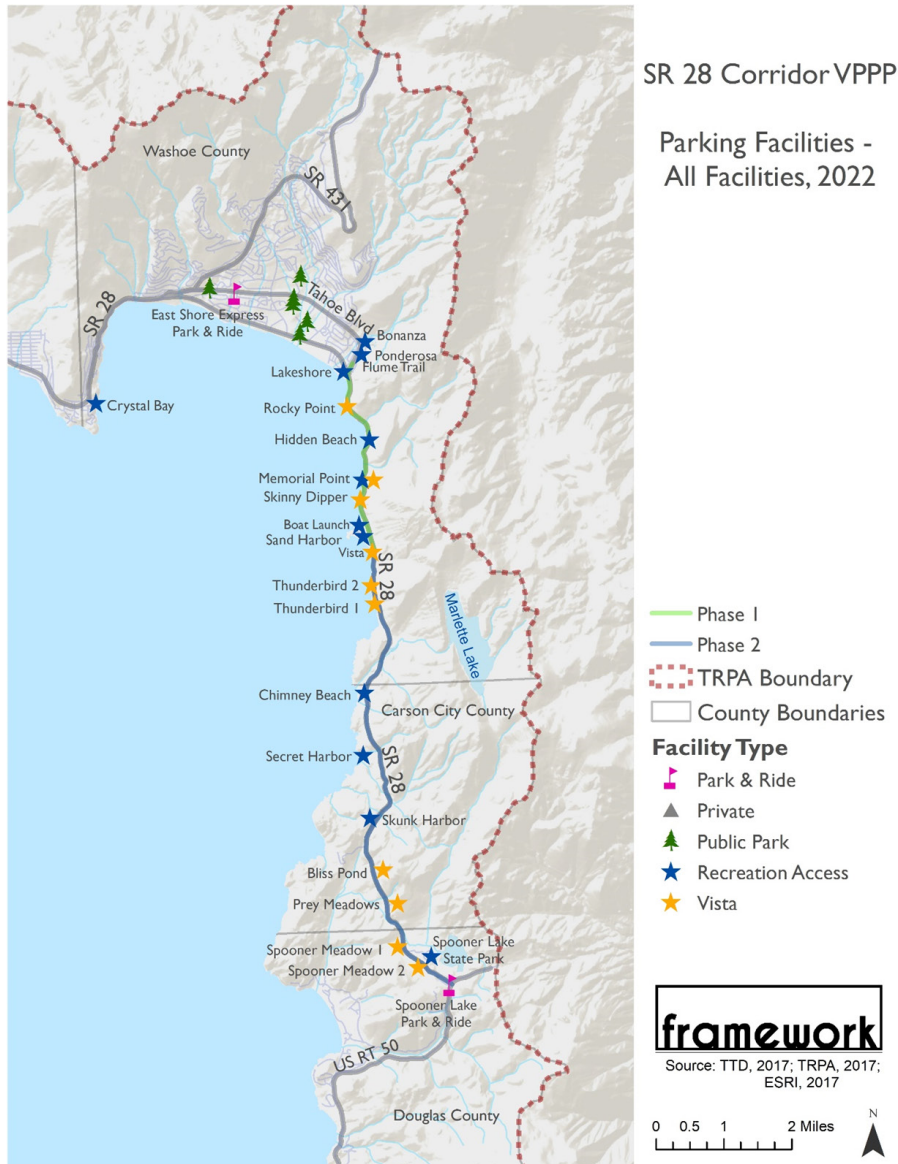 SR 28 Corridor VPPP
Parking Facilities -
All Facilities, 2022
Washoe County
SR 431
SR 28
Tahoe Blvd
East Shore Express
Park & Ride
Bonanza
Ponderosa
Flume Trail
Lakeshore
Crystal Bay
Rocky Point
Hidden Beach
Memorial Point
Skinny Dipper
Boat Launch
Sand Harbor
Vista
SR 28
Thunderbird 2
Thunderbird 1
Marlette Lake
Chimney Beach
Carson City County
Secret Harbor
SR 28
Skunk Harbor
Bliss Pond
Prey Meadows
Spooner Meadow 1
Spooner Lake
State Park
Spooner Meadow 2
Spooner Lake
Park & Ride
US RT 50
Douglas County
Phase 1
Phase 2
TRPA Boundary
County Boundaries
Facility Type
Park & Ride
Private
Public Park
Recreation Access
Vista
framework
Source: TTD, 2017; TRPA, 2017;
ESRI, 2017
0 0.5 1 2 Miles
N